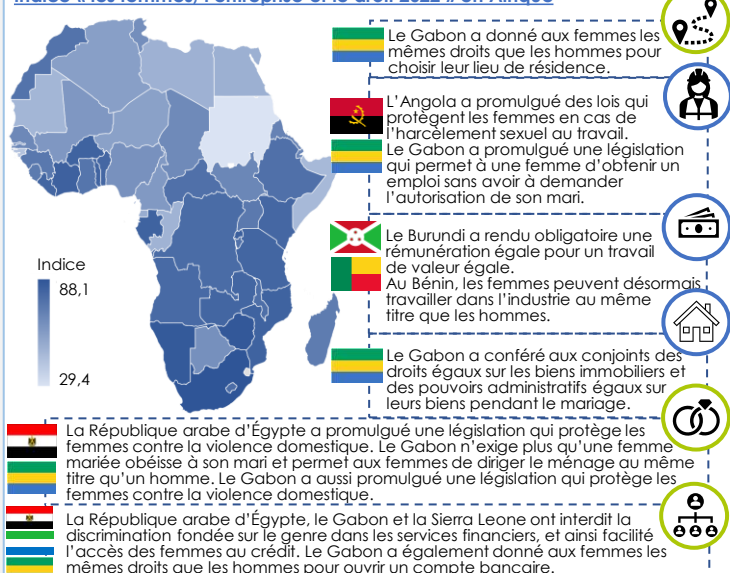 Indice « les femmes, l'entreprise et le droit 2022 » en Afrique
Le Gabon a donné aux femmes les
mêmes droits que les hommes pour
choisir leur lieu de résidence.
L'Angola a promulgué des lois qui
protègent les femmes en cas de
l'harcèlement sexuel au travail.
Le Gabon a promulgué une législation
qui permet à une femme d'obtenir un
emploi sans avoir à demander
l'autorisation de son mari.
Le Burundi a rendu obligatoire une
rémunération égale pour un travail
de valeur égale.
Au Bénin, les femmes peuvent désormais
travailler dans l'industrie au même
titre que les hommes.
Indice
88,1
29,4
Le Gabon a conféré aux conjoints des
droits égaux sur les biens immobiliers et
des pouvoirs administratifs égaux sur
leurs biens pendant le mariage.
La République arabe d'Égypte a promulgué une législation qui protège les
femmes contre la violence domestique. Le Gabon n'exige plus qu'une femme
mariée obéisse à son mari et permet aux femmes de diriger le ménage au même
titre qu'un homme. Le Gabon a aussi promulgué une législation qui protège les
femmes contre la violence domestique.
La République arabe d'Égypte, le Gabon et la Sierra Leone ont interdit la
discrimination fondée sur le genre dans les services financiers, et ainsi facilité
l'accès des femmes au crédit. Le Gabon a également donné aux femmes les
mêmes droits que les hommes pour ouvrir un compte bancaire.